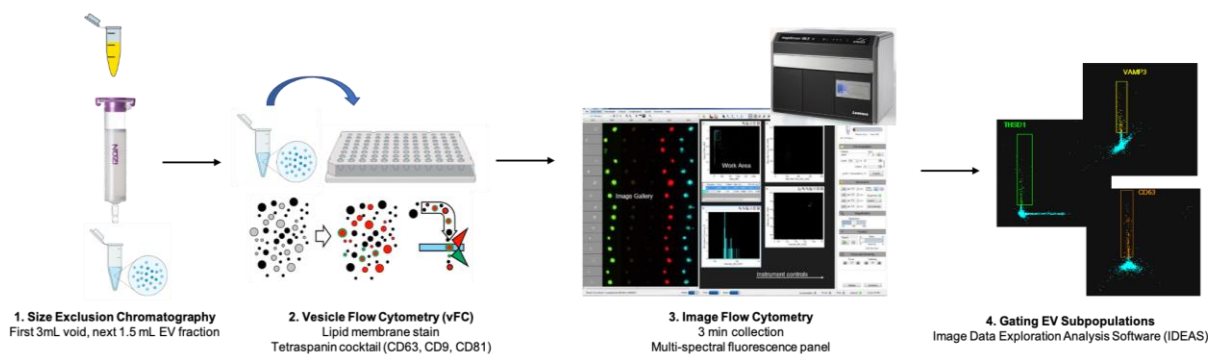 iZON
Image Gallery
Work Area
Instrument controls
VAMP3
THSD1
CD63
1. Size Exclusion Chromatography
First 3mL void, next 1.5 mL EV fraction
2. Vesicle Flow Cytometry (vFC)
Lipid membrane stain
Tetraspanin cocktail (CD63, CD9, CD81)
3. Image Flow Cytometry
3 min collection
Multi-spectral fluorescence panel
4. Gating EV Subpopulations
Image Data Exploration Analysis Software (IDEAS)